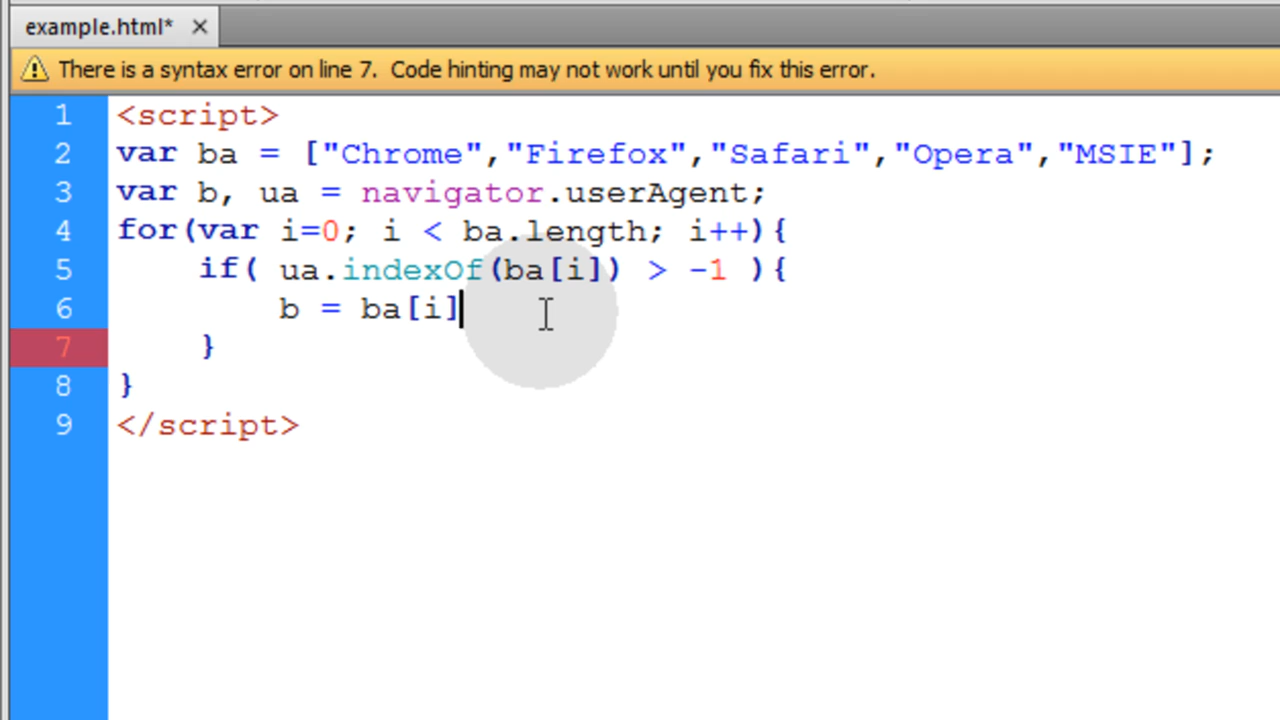 example.html* ×
There is a syntax error on line 7. Code hinting may not work until you fix this error.
1 <script>
2 var ba = ["Chrome","Firefox","Safari","Opera","MSIE"];
3 var b, ua = navigator.userAgent;
4 for(var i=0; i < ba.length; i++){
5     if( ua.indexOf(ba[i]) > -1 ){
6         b = ba[i]
7     }
8 }
9 </script>